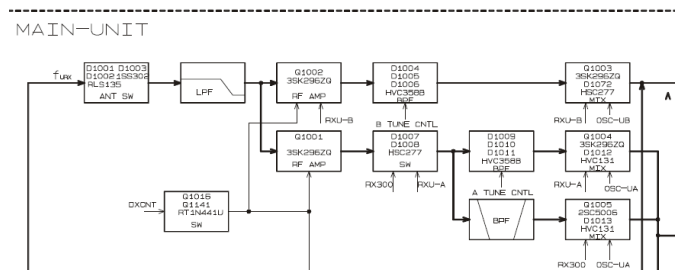 MAIN-UNIT
fURX
D1001 D1003
D1002 1SS302
RLS135
ANT SW
LPF
Q1002
3SK296ZQ
RF AMP
RXU-B
D1004
D1005
D1006
HVC358B
BPF
B TUNE CNTL
Q1003
3SK296ZQ
D1072
HSC277
MIX
RXU-B OSC-UB
A
Q1001
3SK296ZQ
RF AMP
D1007
D1008
HSC277
SW
RX300 RXU-A
D1009
D1010
D1011
HVC358B
BPF
A TUNE CNTL
Q1004
3SK296ZQ
D1012
HVC131
MIX
RXU-A OSC-UA
DXCNT
Q1016
Q1141
RT1N441U
SW
BPF
Q1005
2SC5006
D1013
HVC131
MIX
RX300 OSC-UA